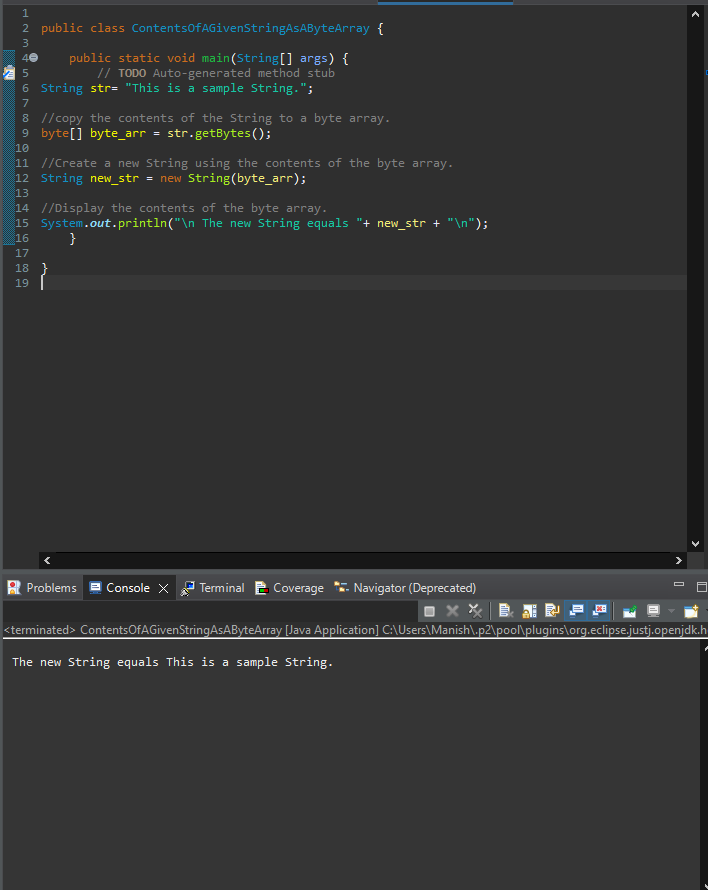 1
2 public class ContentsOfAGivenStringAsAByteArray {
3
4 public static void main(String[] args) {
5 // TODO Auto-generated method stub
6 String str= "This is a sample String.";
7
8 //copy the contents of the String to a byte array.
9 byte[] byte_arr = str.getBytes();
10
11 //Create a new String using the contents of the byte array.
12 String new_str = new String(byte_arr);
13
14 //Display the contents of the byte array.
15 System.out.println("\n The new String equals "+ new_str + "\n");
16 }
17
18 }
19
Problems Console Terminal Coverage Navigator (Deprecated)
<terminated> ContentsOfAGivenStringAsAByteArray [Java Application] C:\Users\Manish\.p2\pool\plugins\org.eclipse.justj.openjdk.h
The new String equals This is a sample String.